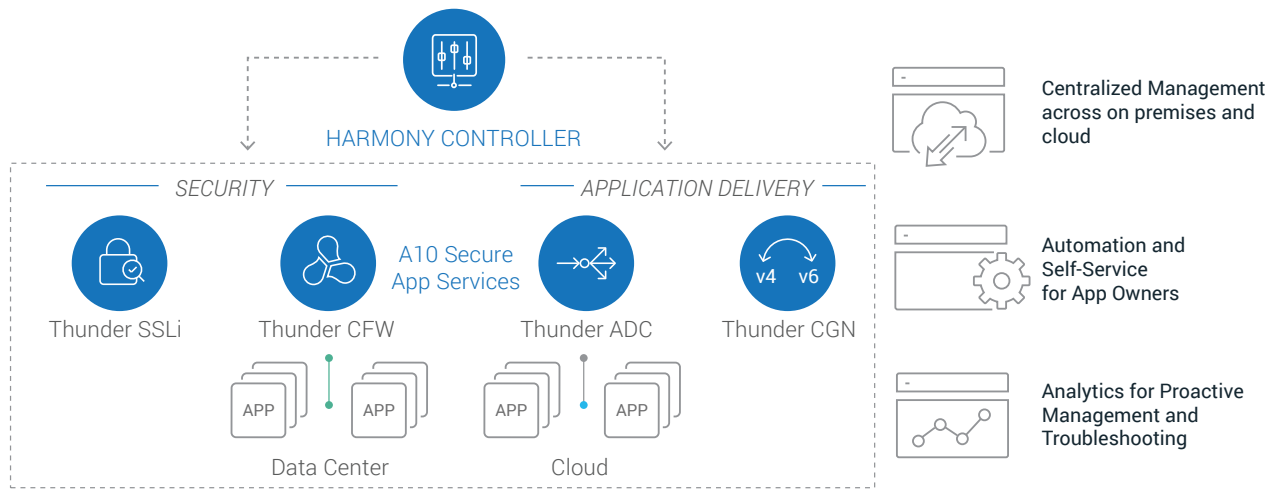 HARMONY CONTROLLER
SECURITY
APPLICATION DELIVERY
A10 Secure
App Services
v4 v6
Thunder SSLi
Thunder CFW
Thunder ADC
Thunder CGN
APP
APP
APP
APP
Data Center
Cloud
Centralized Management
across on premises and
cloud
Automation and
Self-Service
for App Owners
Analytics for Proactive
Management and
Troubleshooting